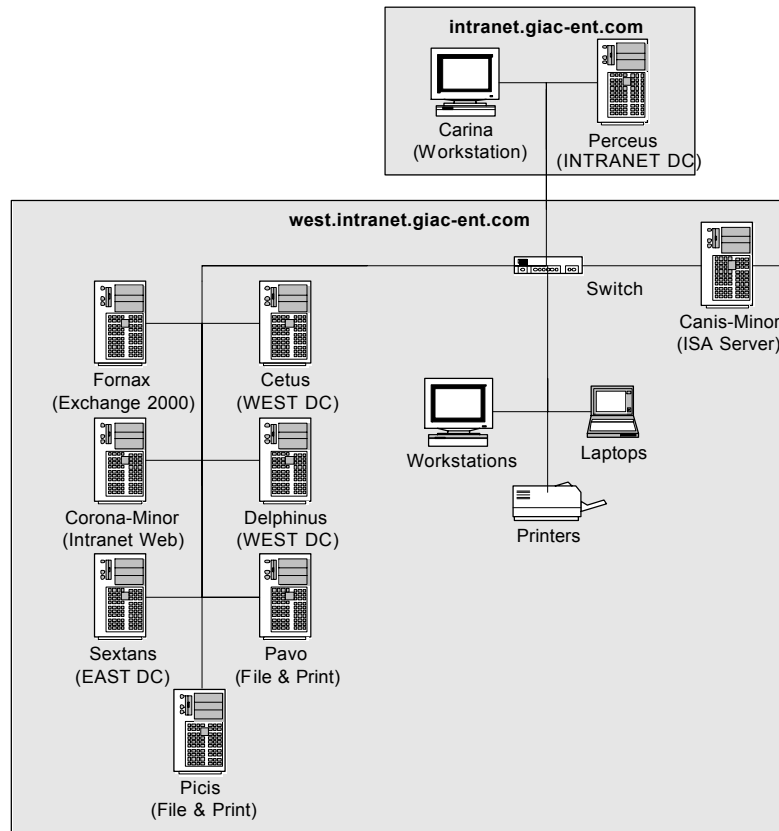 intranet.giac-ent.com
Carina
(Workstation)
Perceus
(INTRANET DC)
west.intranet.giac-ent.com
Switch
Canis-Minor
(ISA Server)
Fornax
(Exchange 2000)
Cetus
(WEST DC)
Workstations
Laptops
Corona-Minor
(Intranet Web)
Delphinus
(WEST DC)
Printers
Sextans
(EAST DC)
Pavo
(File & Print)
Picis
(File & Print)